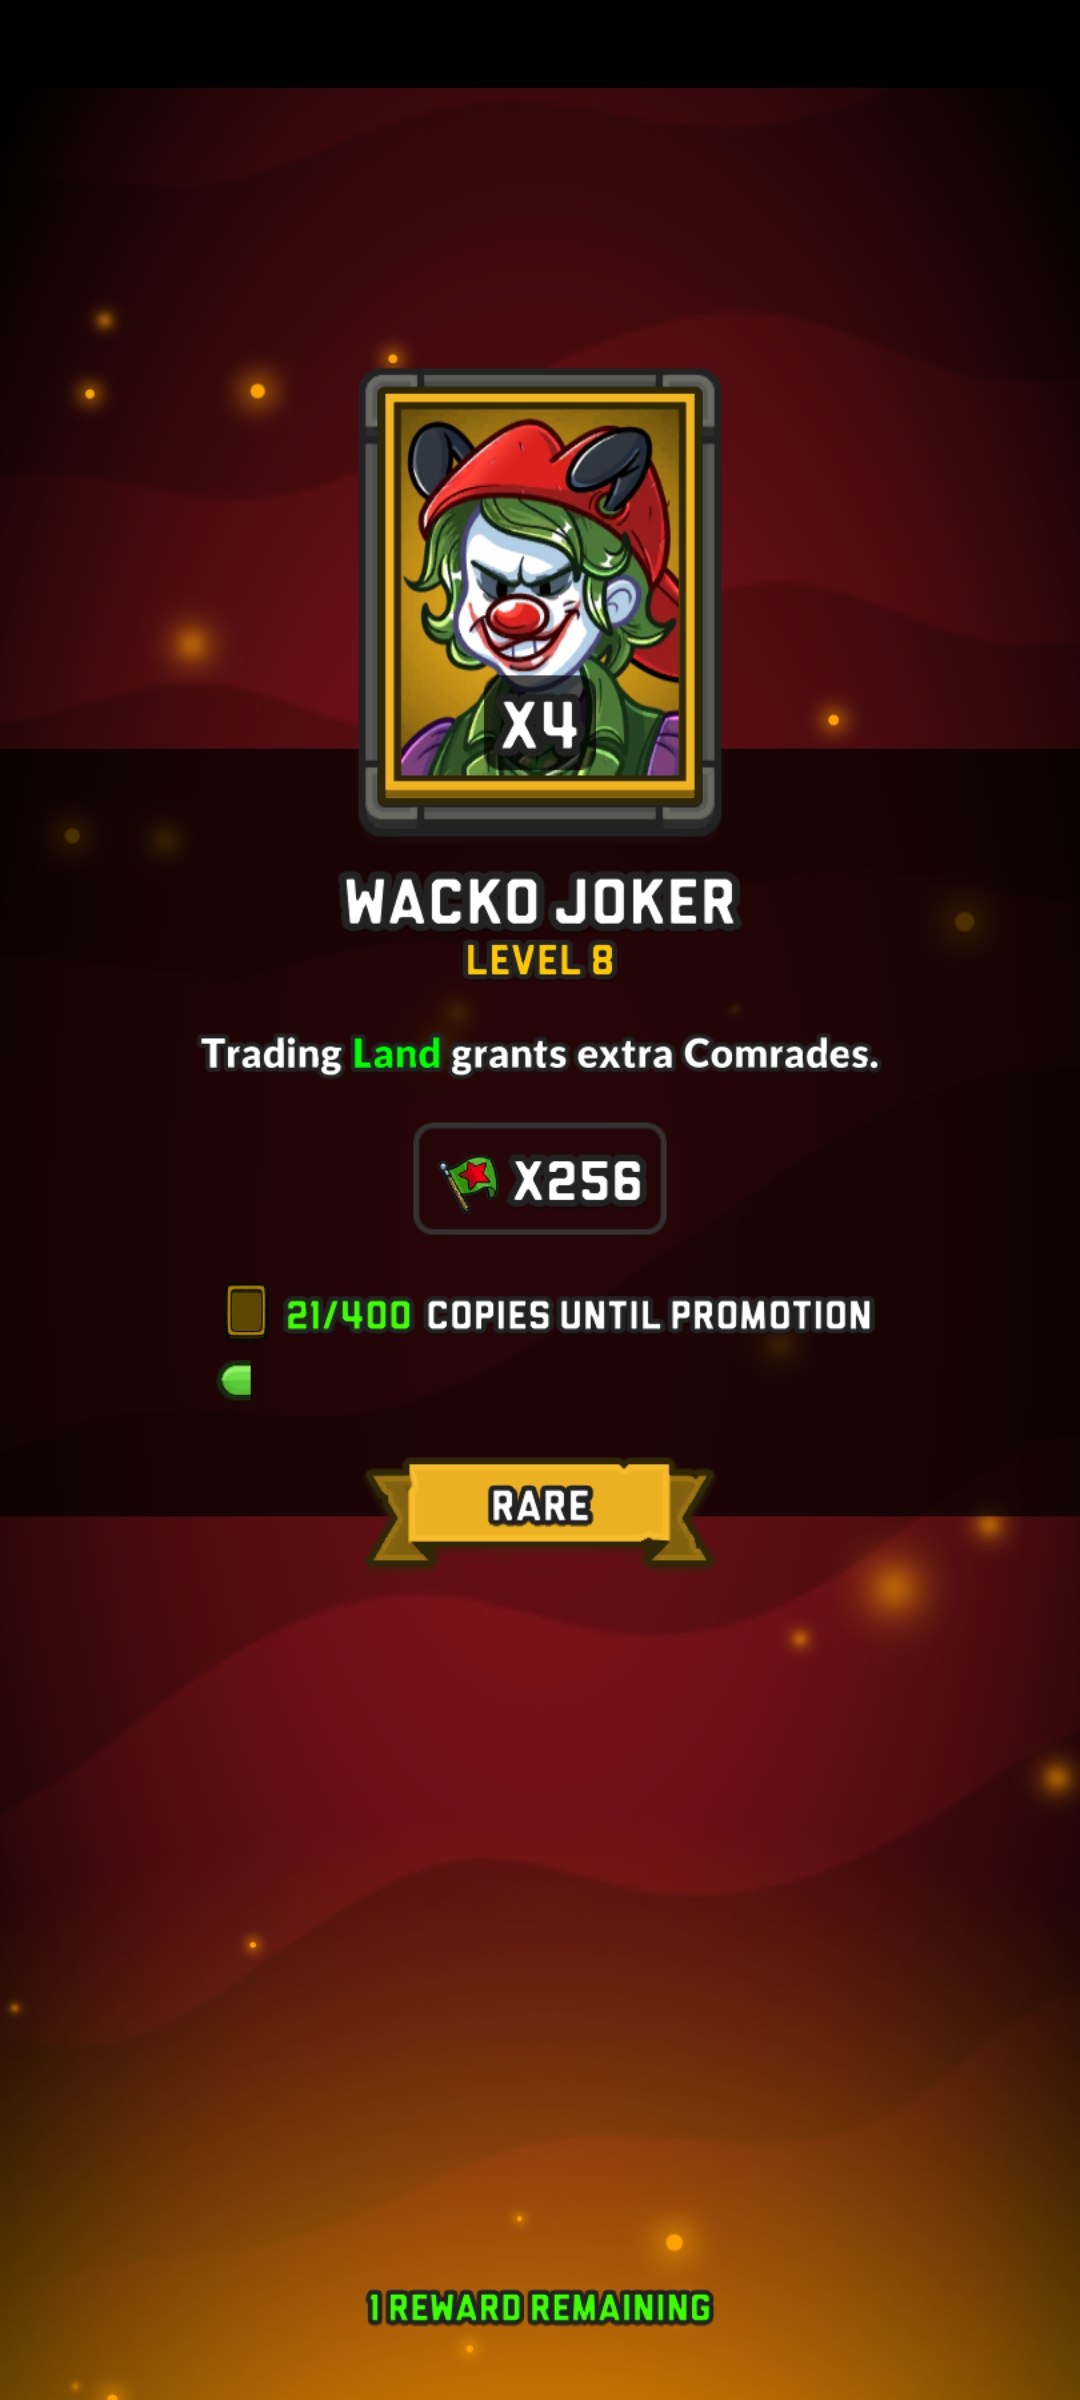 X4
WACKO JOKER
LEVEL 8
Trading Land grants extra Comrades.
X256
21/400 COPIES UNTIL PROMOTION
RARE
1 REWARD REMAINING